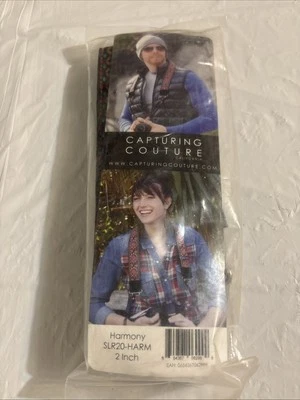 CAPTURING
COUTURE
WWW.CAPTURINGCOUTURE.COM
Harmony
SLR20-HARM
2 Inch